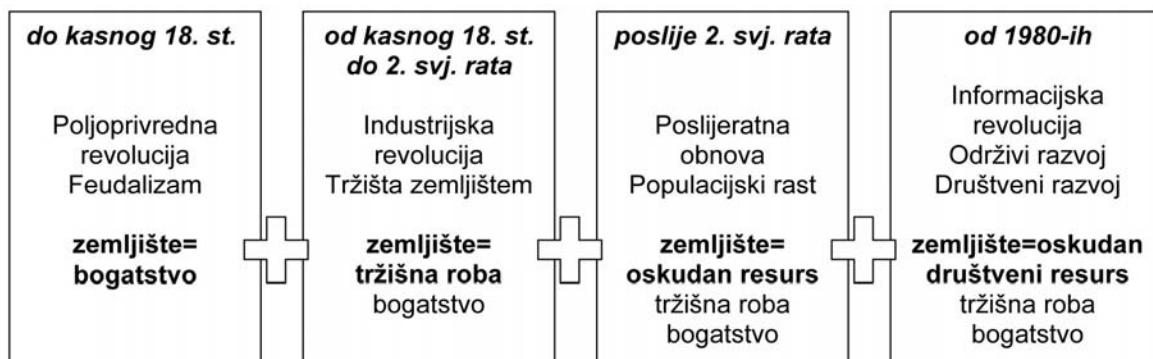 do kasnog 18. st.
Poljoprivredna
revolucija
Feudalizam
zemljište=
bogatstvo
od kasnog 18. st.
do 2. svj. rata
Industrijska
revolucija
Tržišta zemljištem
zemljište=
tržišna roba
bogatstvo
poslije 2. svj. rata
Poslijeratna
obnova
Populacijski rast
zemljište=
oskudan resurs
tržišna roba
bogatstvo
od 1980-ih
Informacijska
revolucija
Održivi razvoj
Društveni razvoj
zemljište=oskudan
društveni resurs
tržišna roba
bogatstvo